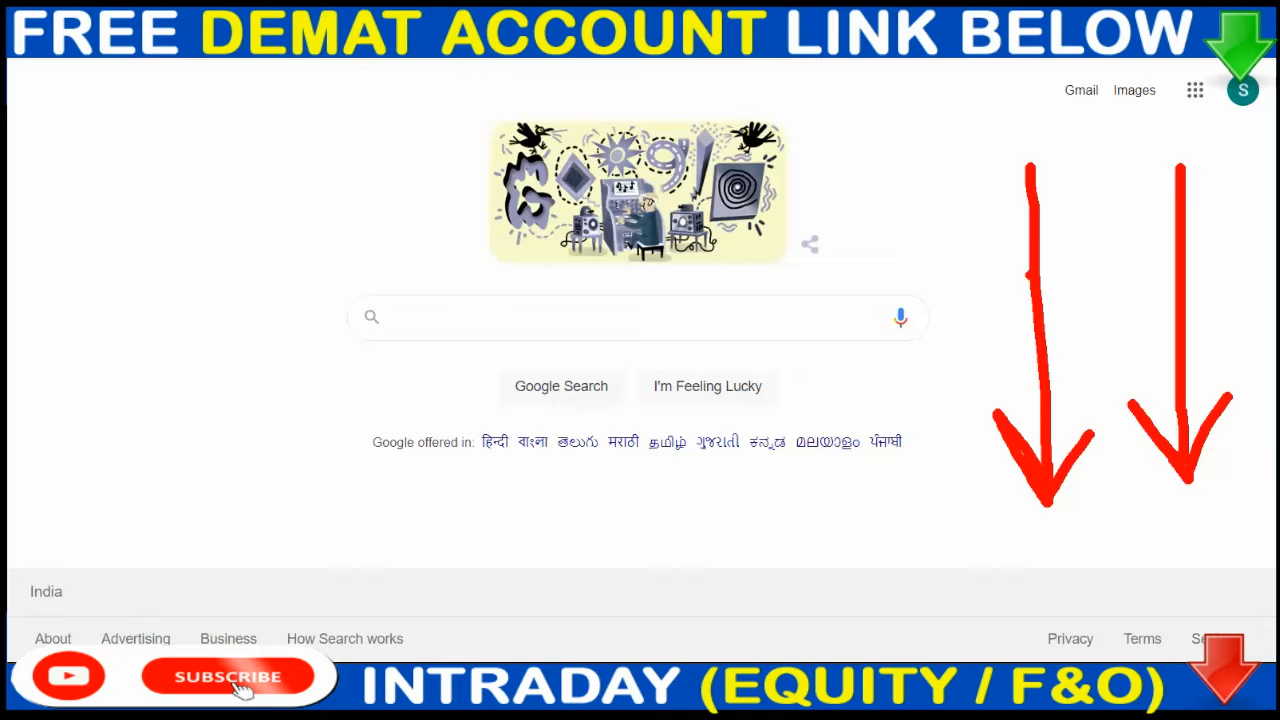 FREE DEMAT ACCOUNT LINK BELOW
Gmail Images S
Google Search I'm Feeling Lucky
Google offered in: हिन्दी বাংলা తెలుగు मराठी தமிழ் ગુજરાતી ಕನ್ನಡ മലയാളം ਪੰਜਾਬੀ
India
About Advertising Business How Search works Privacy Terms
SUBSCRIBE
INTRADAY (EQUITY / F&O)